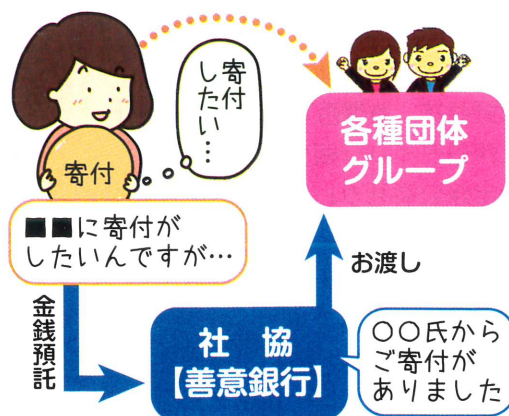 寄付
したい…
寄付
■■に寄付が
したいんですが…
各種団体
グループ
お渡し
金銭預託
社 協
【善意銀行】
○○氏から
ご寄付が
ありました